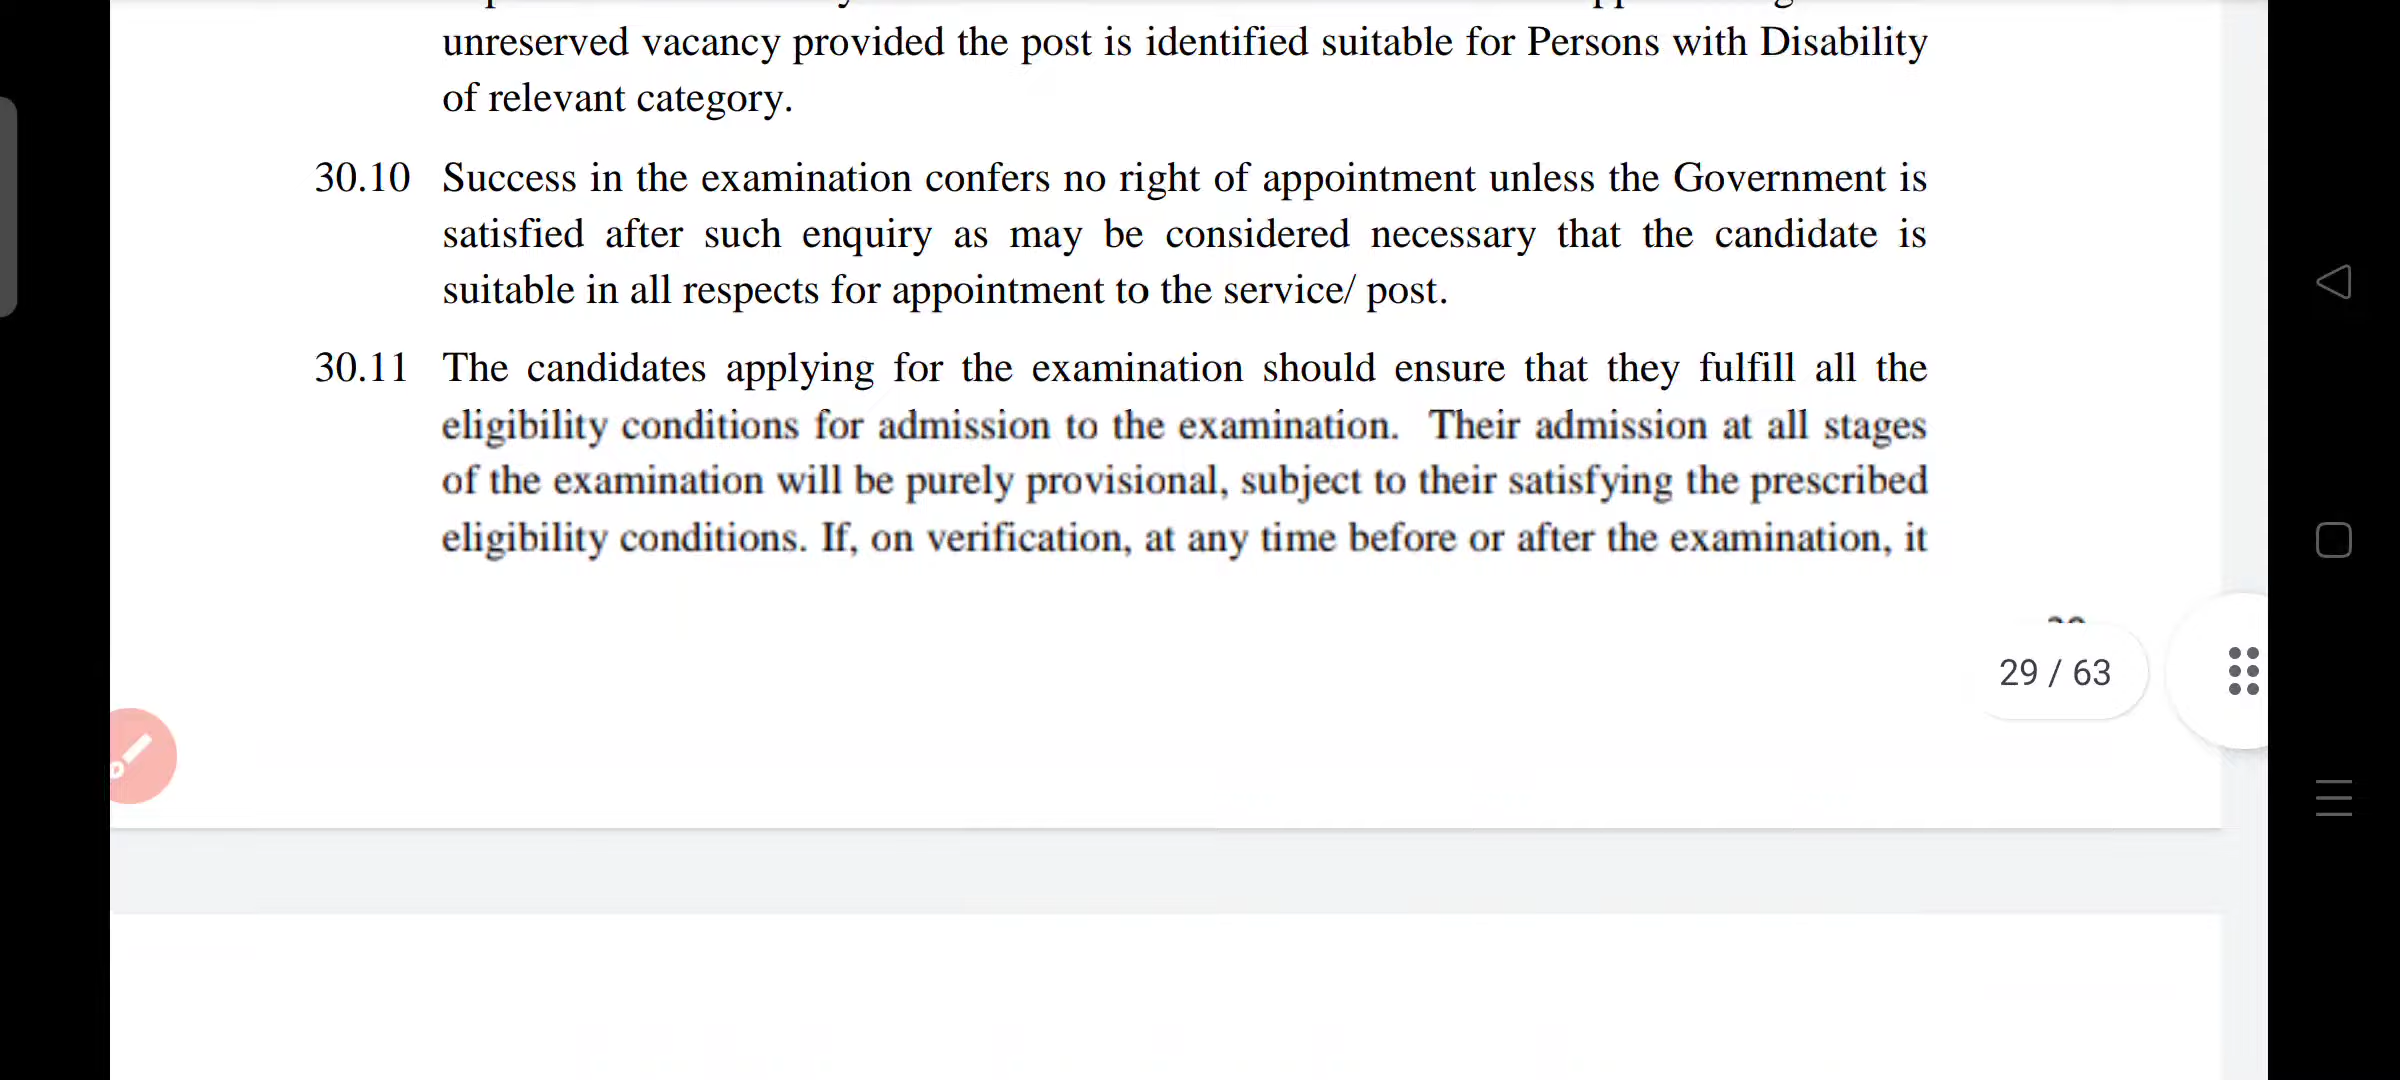 unreserved vacancy provided the post is identified suitable for Persons with Disability
of relevant category.
30.10 Success in the examination confers no right of appointment unless the Government is
satisfied after such enquiry as may be considered necessary that the candidate is
suitable in all respects for appointment to the service/ post.
30.11 The candidates applying for the examination should ensure that they fulfill all the
eligibility conditions for admission to the examination. Their admission at all stages
of the examination will be purely provisional, subject to their satisfying the prescribed
eligibility conditions. If, on verification, at any time before or after the examination, it
29 / 63